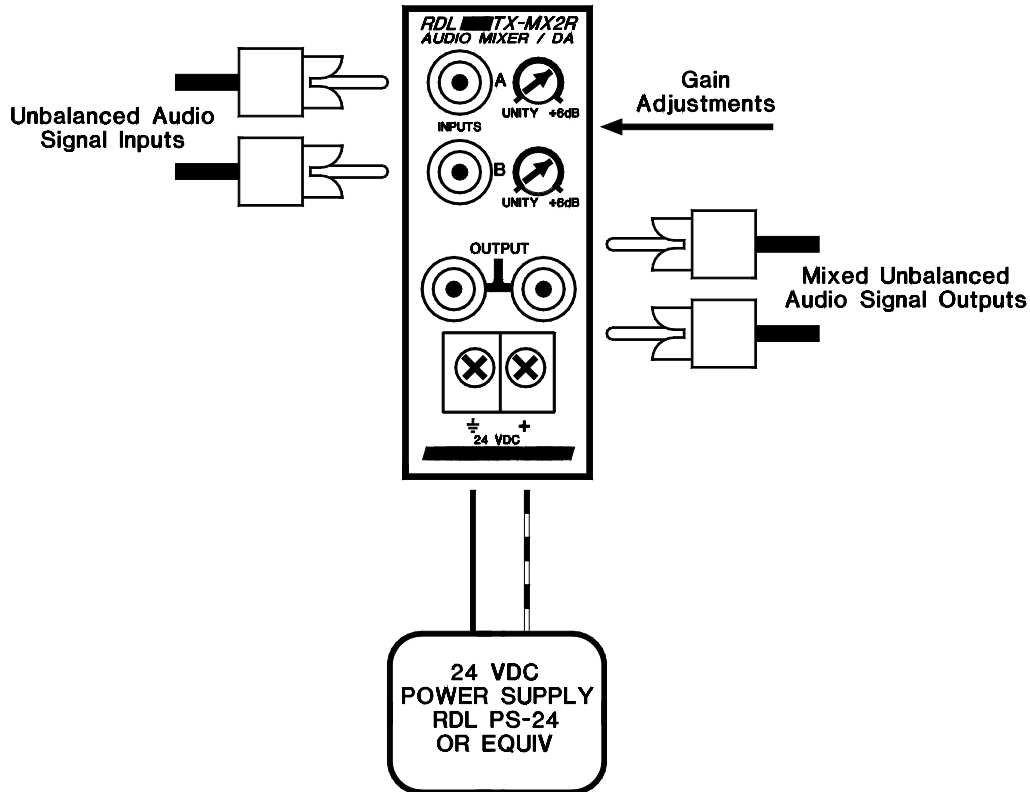 RDL TX-MX2R
AUDIO MIXER / DA
A
UNITY +6dB
INPUTS
B
UNITY +6dB
OUTPUT
+
24 VDC
Unbalanced Audio
Signal Inputs
Gain
Adjustments
Mixed Unbalanced
Audio Signal Outputs
24 VDC
POWER SUPPLY
RDL PS-24
OR EQUIV